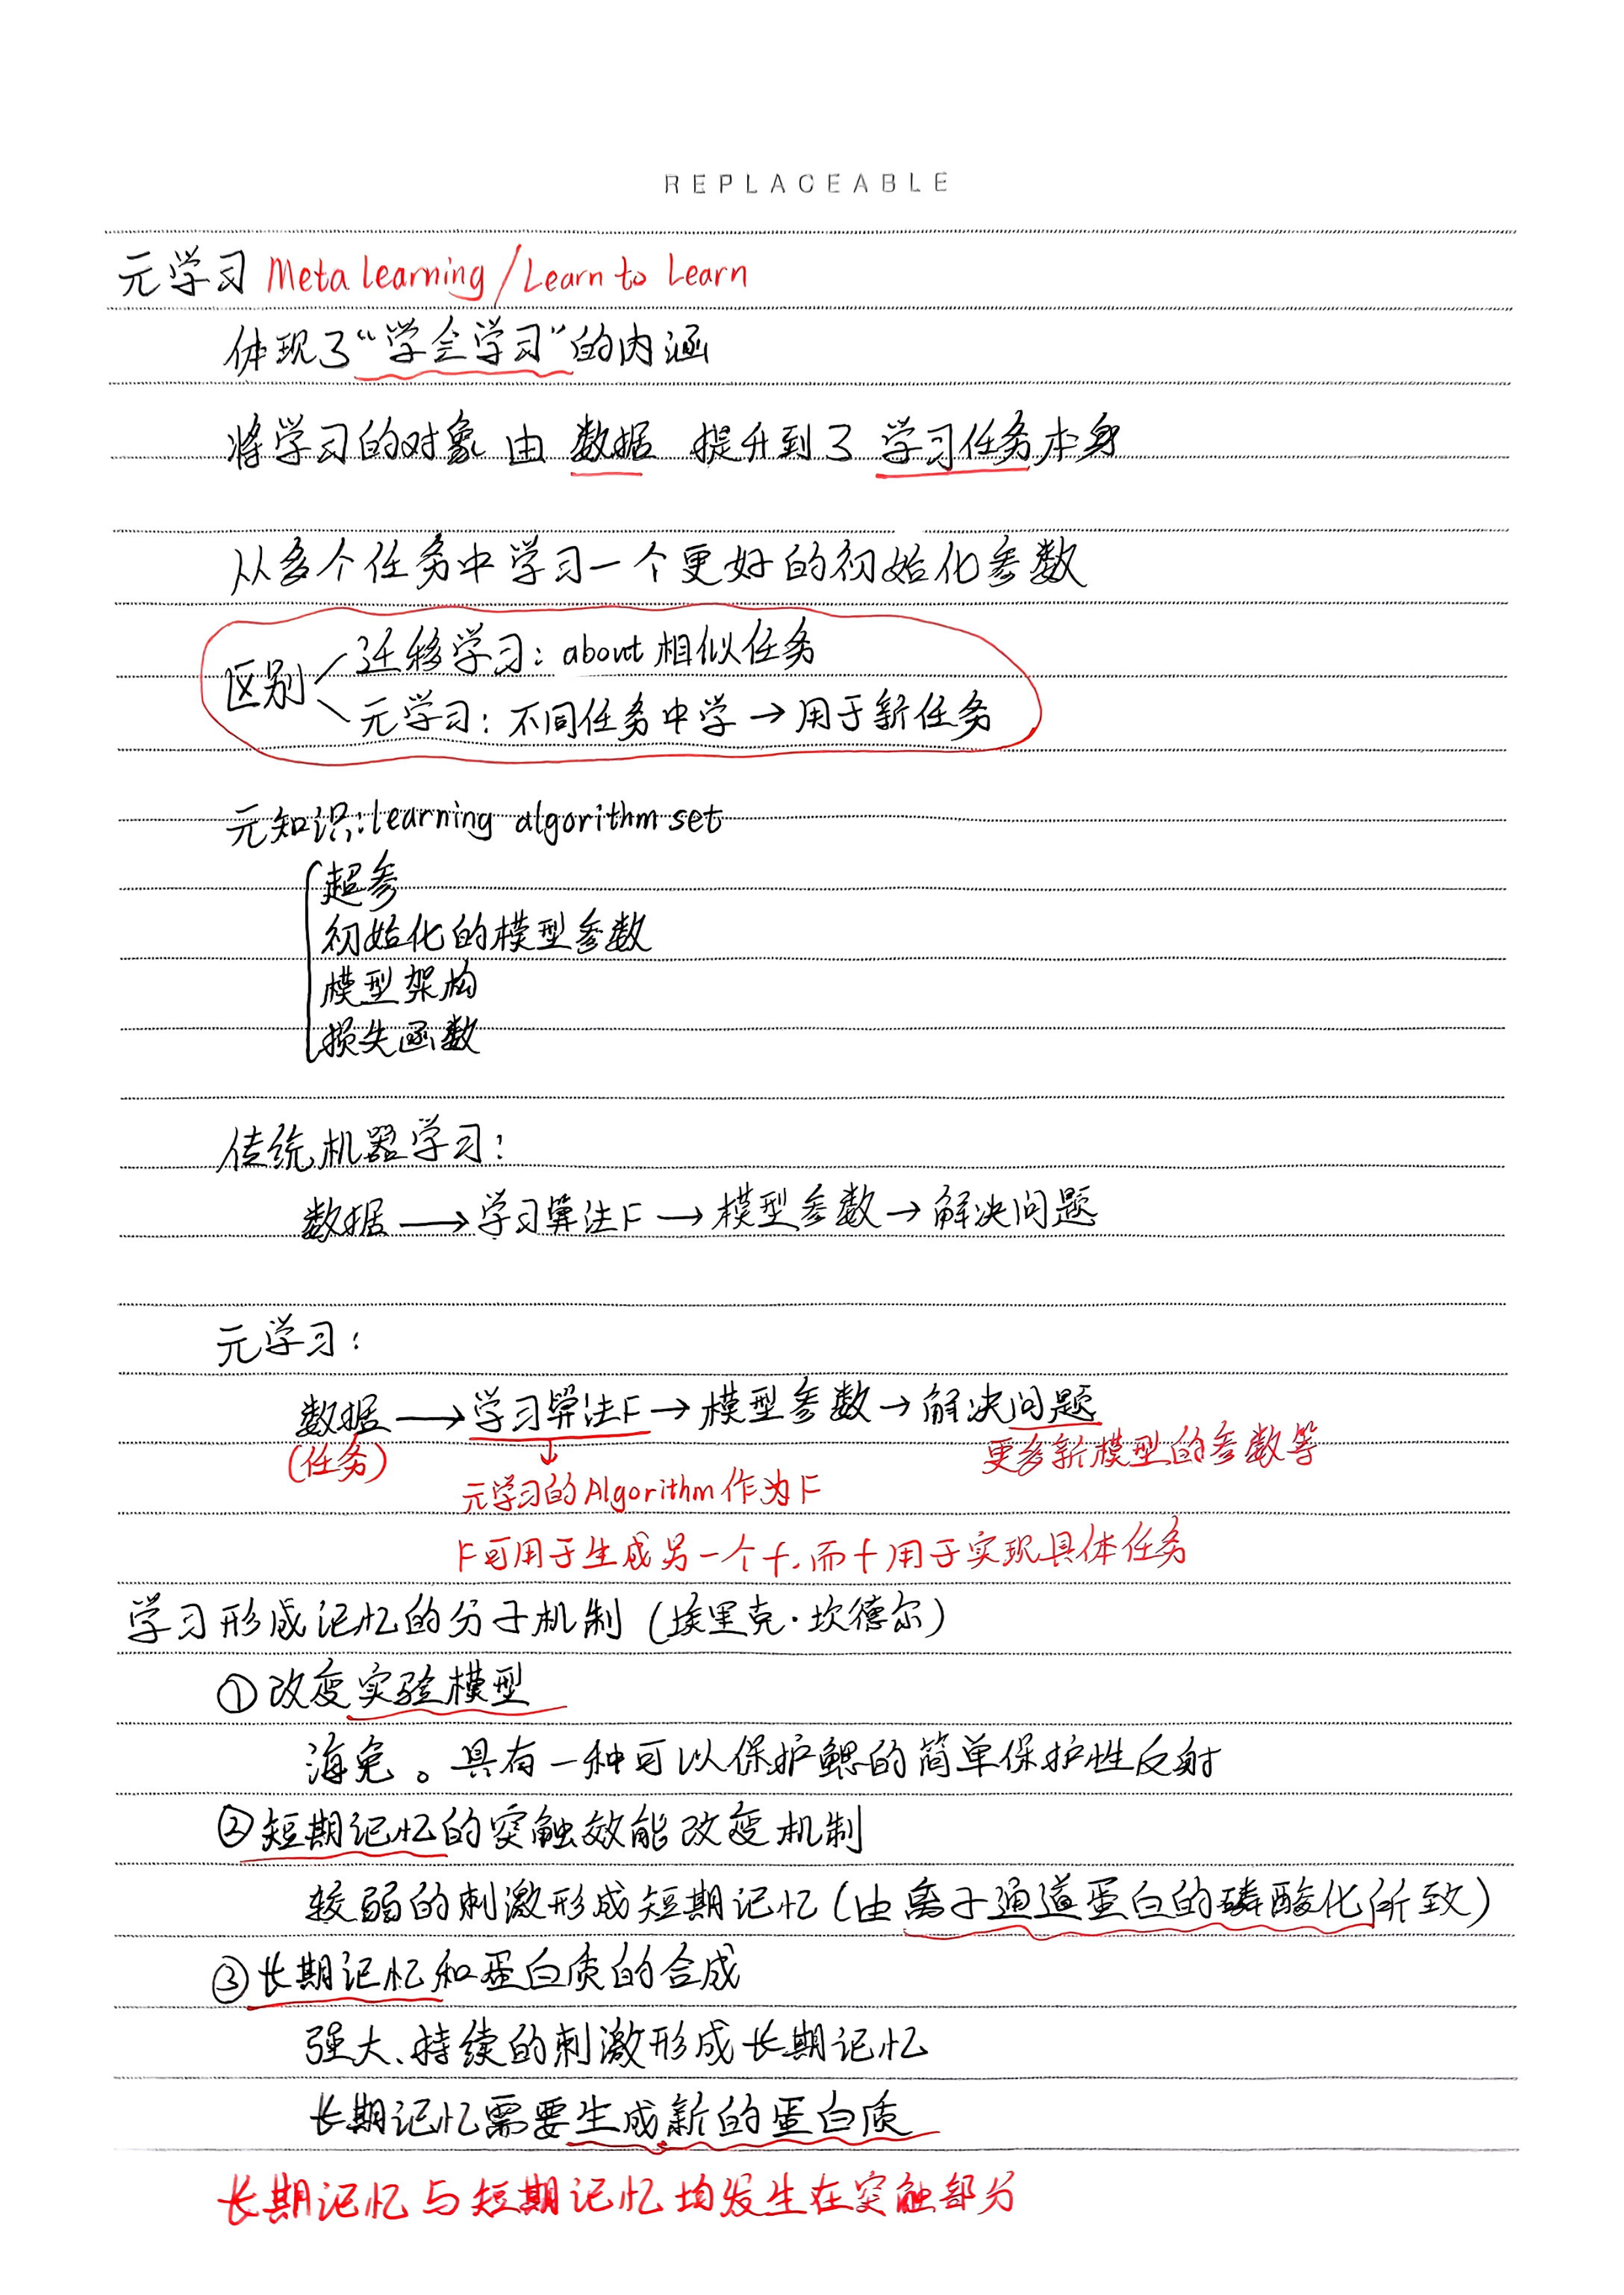 REPLACEABLE
元学习 Meta learning/Learn to Learn
体现了“学会学习”的内涵
将学习的对象 由 数据 提升到了 学习任务本身
从多个任务中学习一个更好的初始化参数
区别
迁移学习: about 相似任务
元学习: 不同任务中学→用于新任务
元知识: learning algorithm set
超参
初始化的模型参数
模型架构
损失函数
传统机器学习:
数据→学习算法F→模型参数→解决问题
元学习:
数据→学习算法F→模型参数→解决问题
(任务)
↓
更多新模型的参数等
元学习的Algorithm作为F
F可用于生成另一个f,而f用于实现具体任务
学习形成记忆的分子机制(埃里克·坎德尔)
①改变实验模型
海兔。具有一种可以保护鳃的简单保护性反射
②短期记忆的突触效能改变机制
较弱的刺激形成短期记忆(由离子通道蛋白的磷酸化所致)
③长期记忆和蛋白质的合成
强大、持续的刺激形成长期记忆
长期记忆需要生成新的蛋白质
长期记忆与短期记忆均发生在突触部分